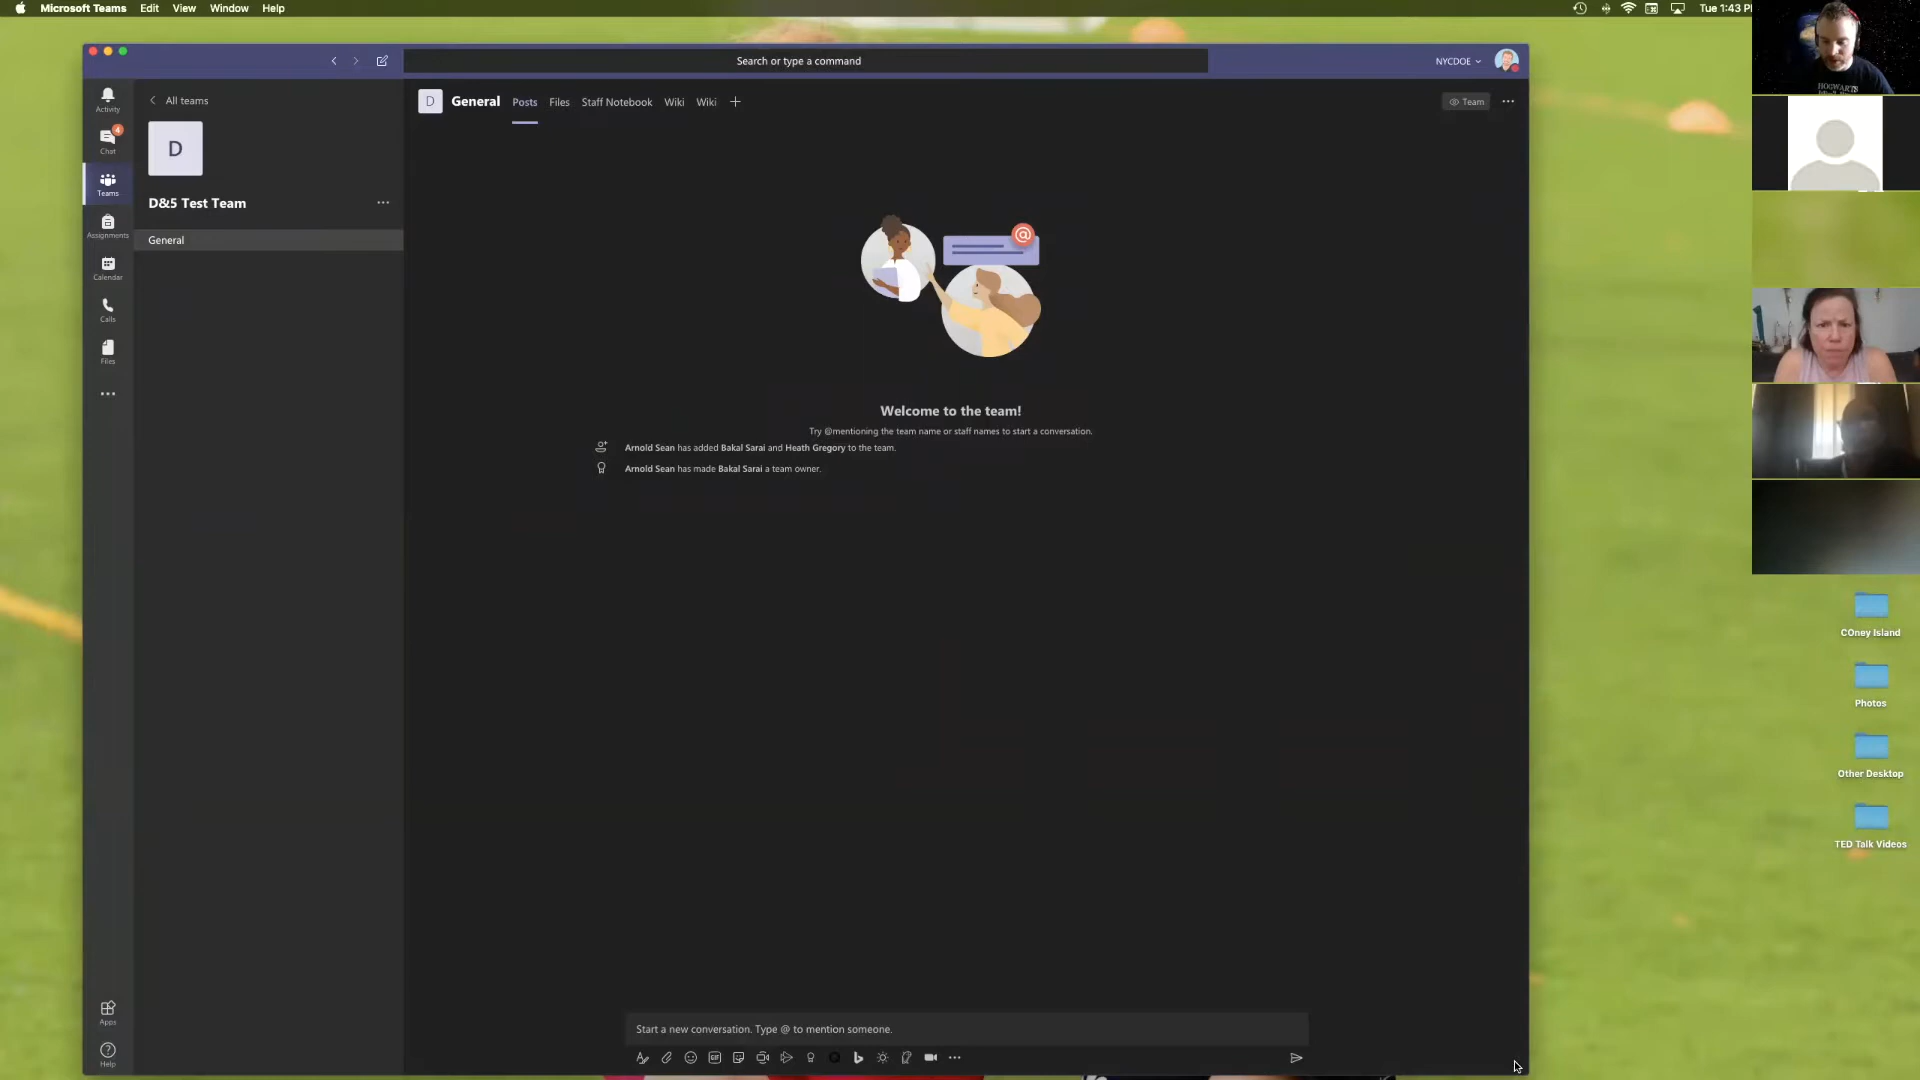 Microsoft Teams Edit View Window Help
Tue 1:43 P
HOGWARTS
Search or type a command
NYCDOE
Activity
4
Chat
Teams
Assignments
Calendar
Calls
Files
Apps
Help
All teams
D
D&5 Test Team
General
D General Posts Files Staff Notebook Wiki Wiki
Team
@
Welcome to the team!
Try @mentioning the team name or staff names to start a conversation.
Arnold Sean has added Bakal Sarai and Heath Gregory to the team.
Arnold Sean has made Bakal Sarai a team owner.
Start a new conversation. Type @ to mention someone.
GIF
COney Island
Photos
Other Desktop
TED Talk Videos